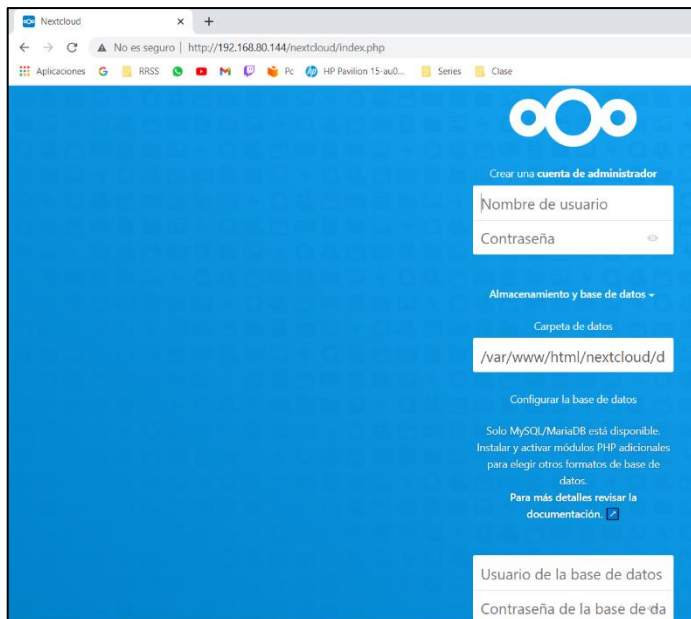 Nextcloud
No es seguro | http://192.168.80.144/nextcloud/index.php
Aplicaciones RRSS Pc HP Pavilion 15-au0... Series Clase
Crear una cuenta de administrador
Nombre de usuario
Contraseña
Almacenamiento y base de datos
Carpeta de datos
/var/www/html/nextcloud/d
Configurar la base de datos
Solo MySQL/MariaDB está disponible.
Instalar y activar módulos PHP adicionales
para elegir otros formatos de base de
datos.
Para más detalles revisar la
documentación.
Usuario de la base de datos
Contraseña de la base de da